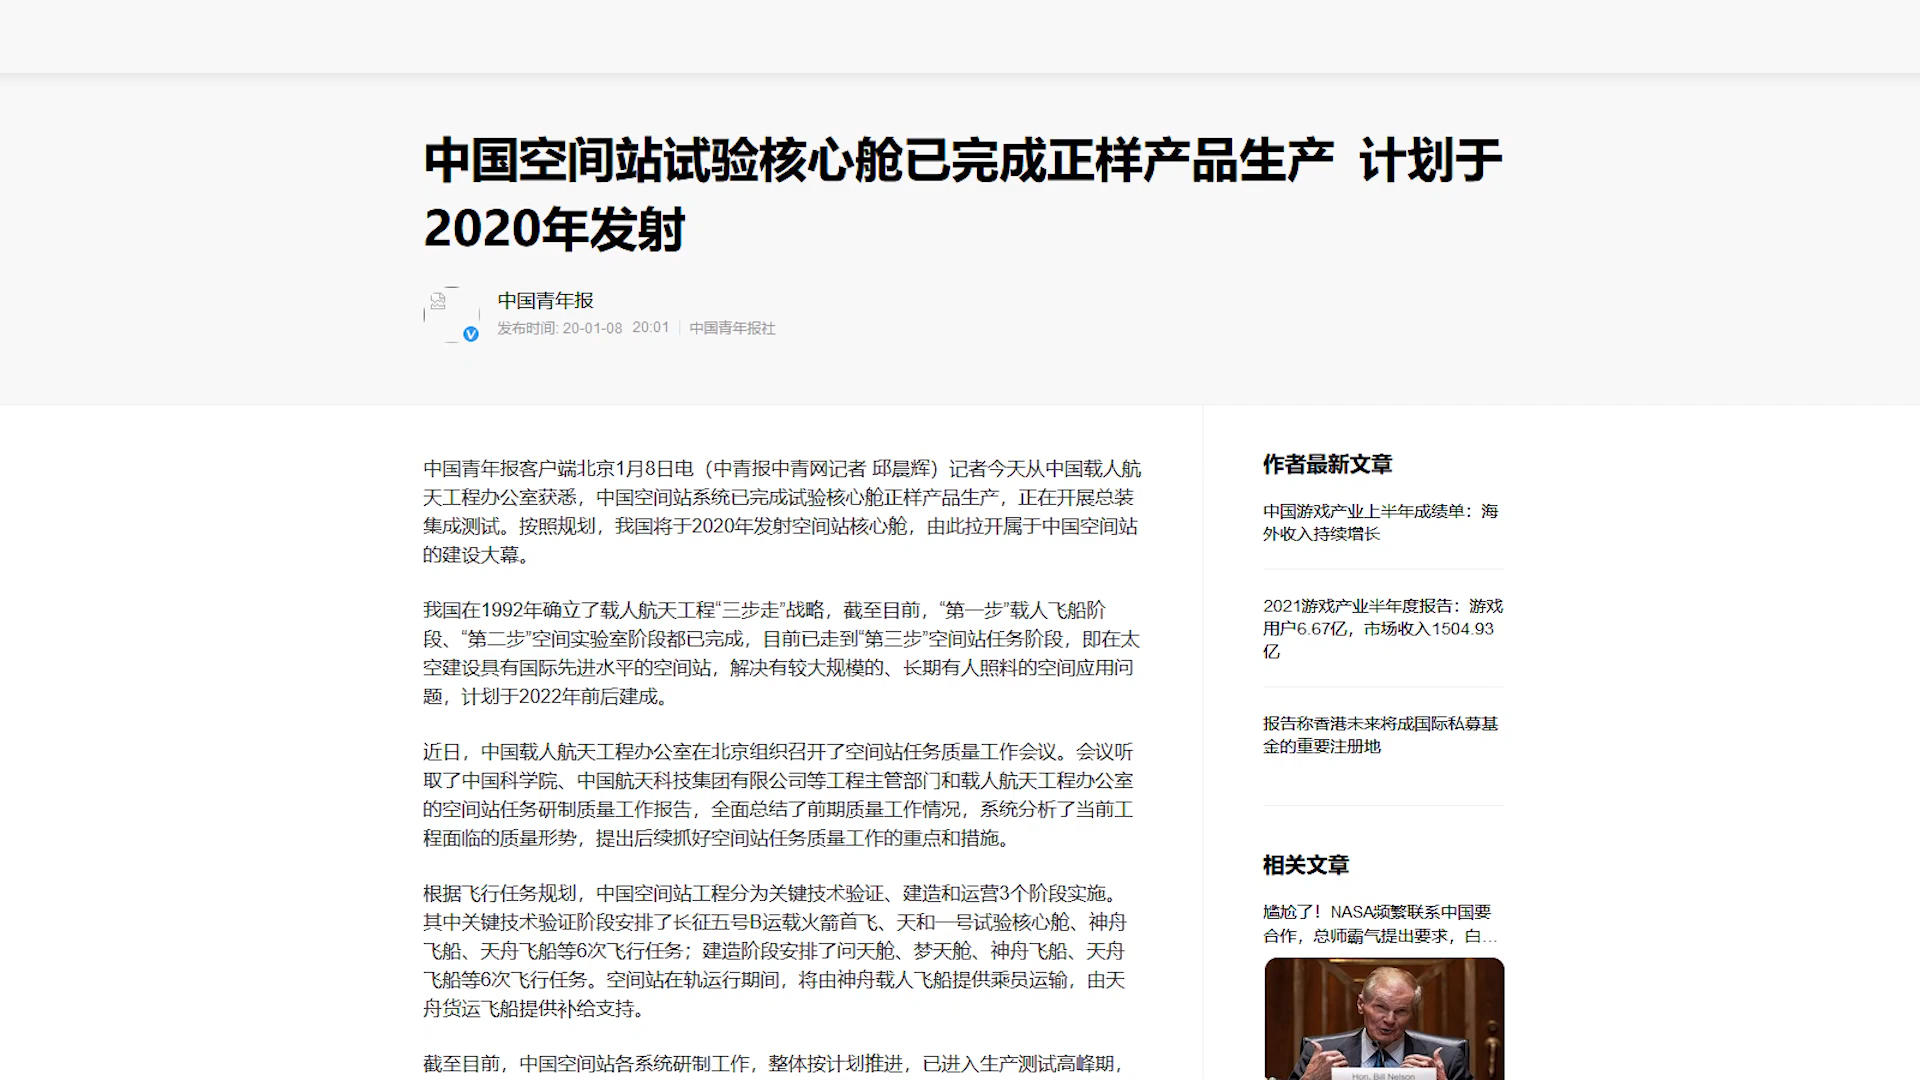 中国空间站试验核心舱已完成正样产品生产 计划于
2020年发射
中国青年报
发布时间: 20-01-08 20:01 中国青年报社
中国青年报客户端北京1月8日电（中青报中青网记者 邱晨辉）记者今天从中国载人航
天工程办公室获悉，中国空间站系统已完成试验核心舱正样产品生产，正在开展总装
集成测试。按照规划，我国将于2020年发射空间站核心舱，由此拉开属于中国空间站
的建设大幕。
我国在1992年确立了载人航天工程“三步走”战略，截至目前，“第一步”载人飞船阶
段、“第二步”空间实验室阶段都已完成，目前已走到“第三步”空间站任务阶段，即在太
空建设具有国际先进水平的空间站，解决有较大规模的、长期有人照料的空间应用问
题，计划于2022年前后建成。
近日，中国载人航天工程办公室在北京组织召开了空间站任务质量工作会议。会议听
取了中国科学院、中国航天科技集团有限公司等工程主管部门和载人航天工程办公室
的空间站任务研制质量工作报告，全面总结了前期质量工作情况，系统分析了当前工
程面临的质量形势，提出后续抓好空间站任务质量工作的重点和措施。
根据飞行任务规划，中国空间站工程分为关键技术验证、建造和运营3个阶段实施。
其中关键技术验证阶段安排了长征五号B运载火箭首飞、天和一号试验核心舱、神舟
飞船、天舟飞船等6次飞行任务；建造阶段安排了问天舱、梦天舱、神舟飞船、天舟
飞船等6次飞行任务。空间站在轨运行期间，将由神舟载人飞船提供乘员运输，由天
舟货运飞船提供补给支持。
截至目前，中国空间站各系统研制工作，整体按计划推进，已进入生产测试高峰期，
作者最新文章
中国游戏产业上半年成绩单：海
外收入持续增长
2021游戏产业半年度报告：游戏
用户6.67亿，市场收入1504.93
亿
报告称香港未来将成国际私募基
金的重要注册地
相关文章
尴尬了！NASA频繁联系中国要
合作，总师霸气提出要求，白…
Hon. Bill Nelson